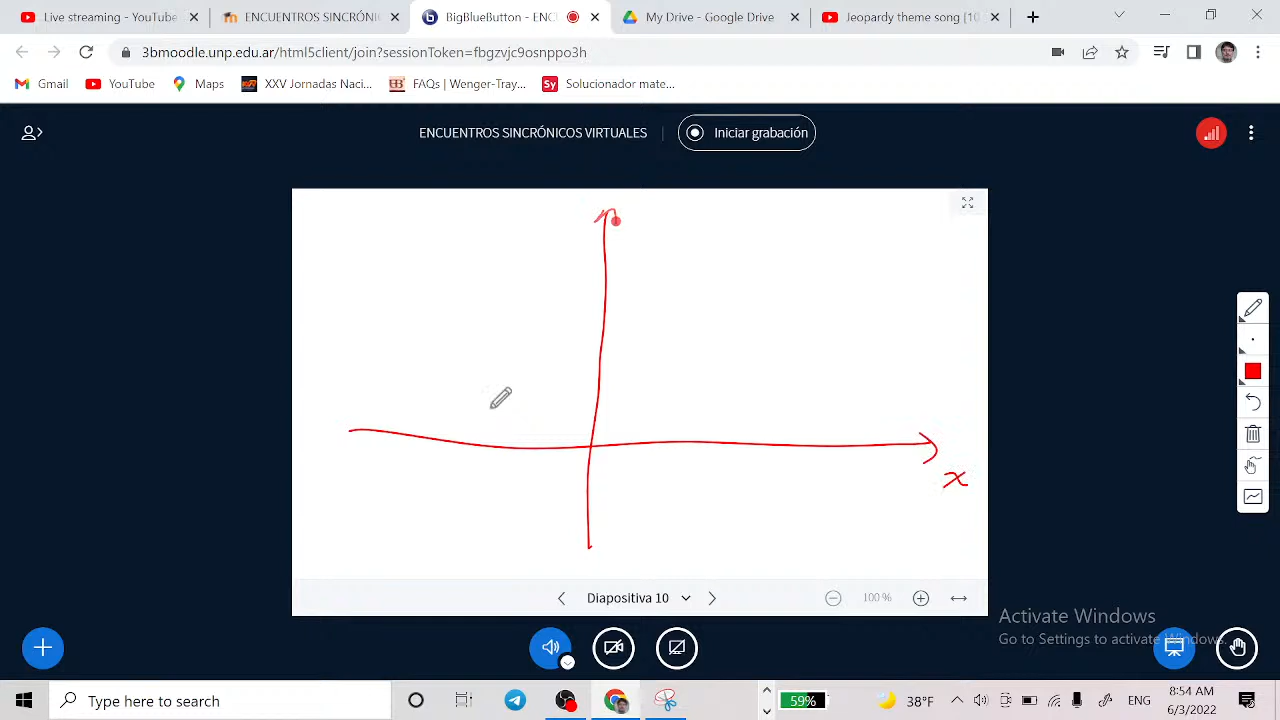 Live streaming - YouTube
ENCUENTROS SINCRÓNIC
BigBlueButton - ENC
My Drive - Google Drive
Jeopardy theme song [10
3bmoodle.unp.edu.ar/html5client/join?sessionToken=fhgzvjc9osnppo3h
Gmail
YouTube
Maps
XXV Jornadas Naci...
FAQs | Wenger-Tray...
Sy
Solucionador mate...
ENCUENTROS SINCRÓNICOS VIRTUALES
Iniciar grabación
x
Diapositiva 10
100 %
Activate Windows
Go to Settings to activate Windows.
Type here to search
59%
38°F
ENG
8:54 AM
6/3/2022